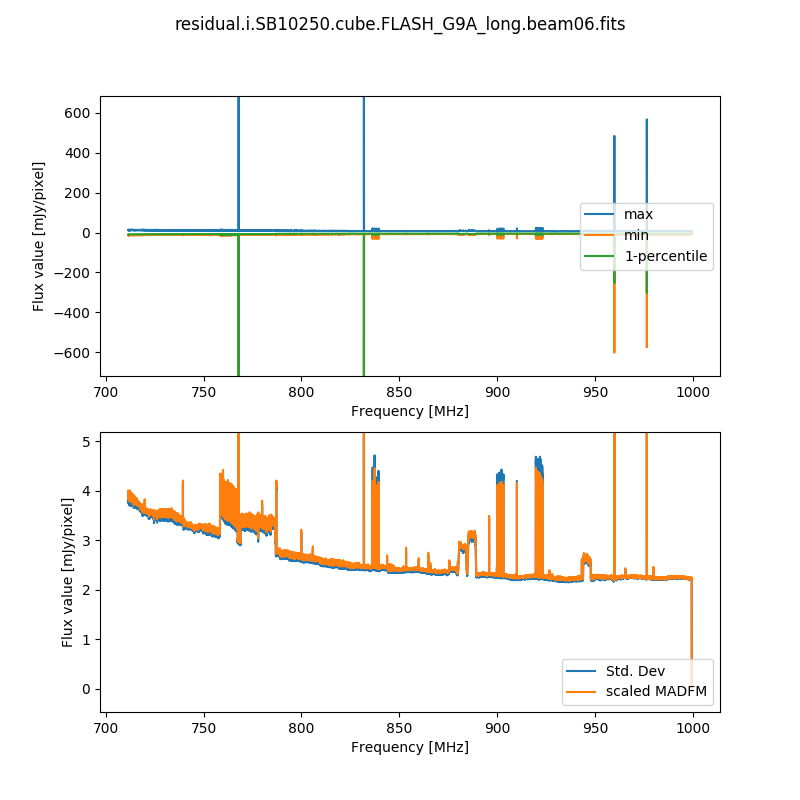 residual.i.SB10250.cube.FLASH_G9A_long.beam06.fits
600
400
200
0
−200
−400
−600
Flux value [mJy/pixel]
max
min
1-percentile
700 750 800 850 900 950 1000
Frequency [MHz]
5
4
3
2
1
0
Flux value [mJy/pixel]
Std. Dev
scaled MADFM
700 750 800 850 900 950 1000
Frequency [MHz]